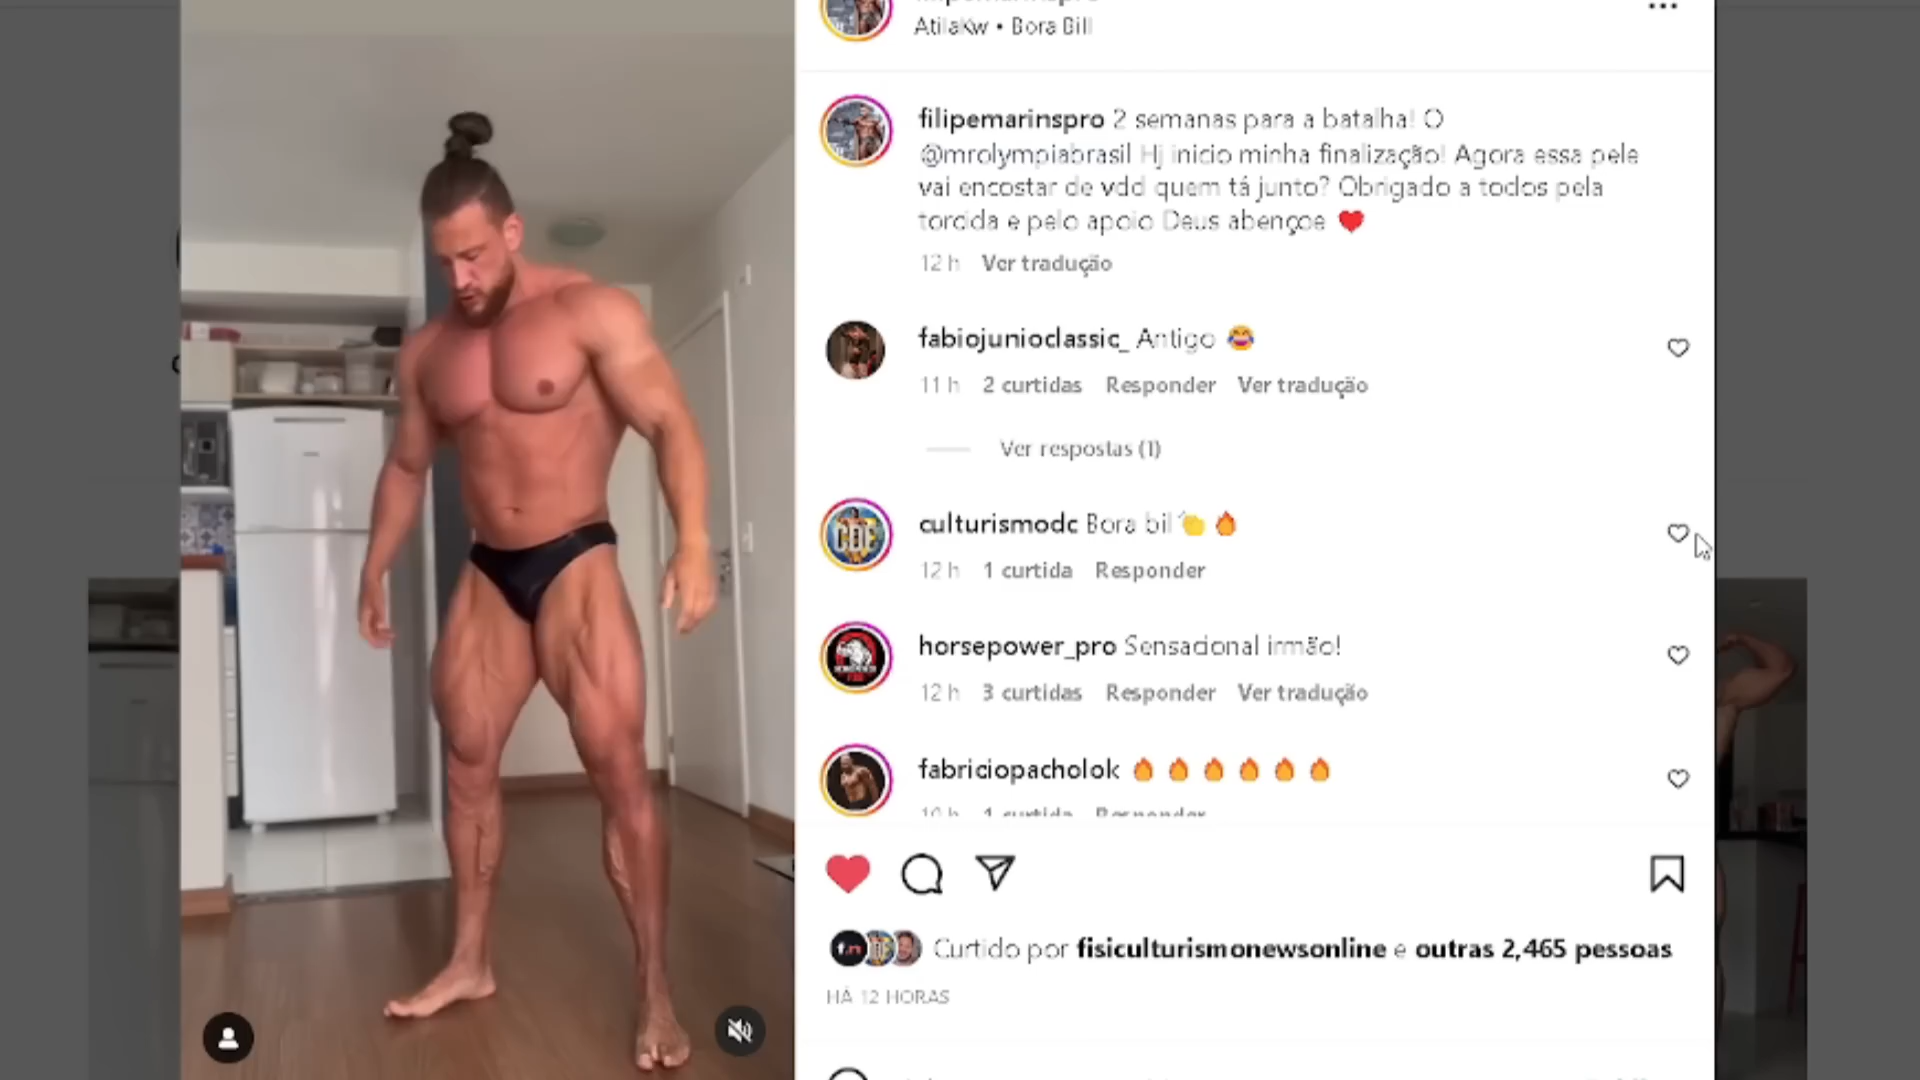 AtilaKw • Bora Bill
filipemarinspro 2 semanas para a batalha! O
@mrolympiabrasil Hj inicio minha finalização! Agora essa pele
vai encostar de vdd quem tá junto? Obrigado a todos pela
torcida e pelo apoio Deus abençoe ❤️
12 h Ver tradução
fabiojunioclassic_ Antigo 😂
11 h 2 curtidas Responder Ver tradução
Ver respostas (1)
culturismodc Bora bil 👏 🔥
12 h 1 curtida Responder
horsepower_pro Sensacional irmão!
12 h 3 curtidas Responder Ver tradução
fabriciopacholok 🔥 🔥 🔥 🔥 🔥 🔥
1 curtida Responder
Curtido por fisiculturismonewsonline e outras 2,465 pessoas
HÁ 12 HORAS